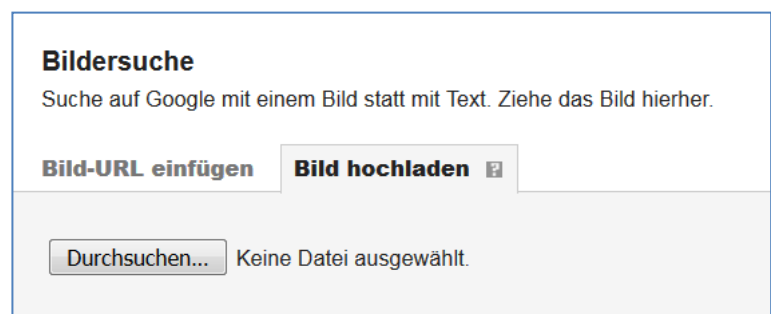 Bildersuche
Suche auf Google mit einem Bild statt mit Text. Ziehe das Bild hierher.
Bild-URL einfügen Bild hochladen ?
Durchsuchen... Keine Datei ausgewählt.